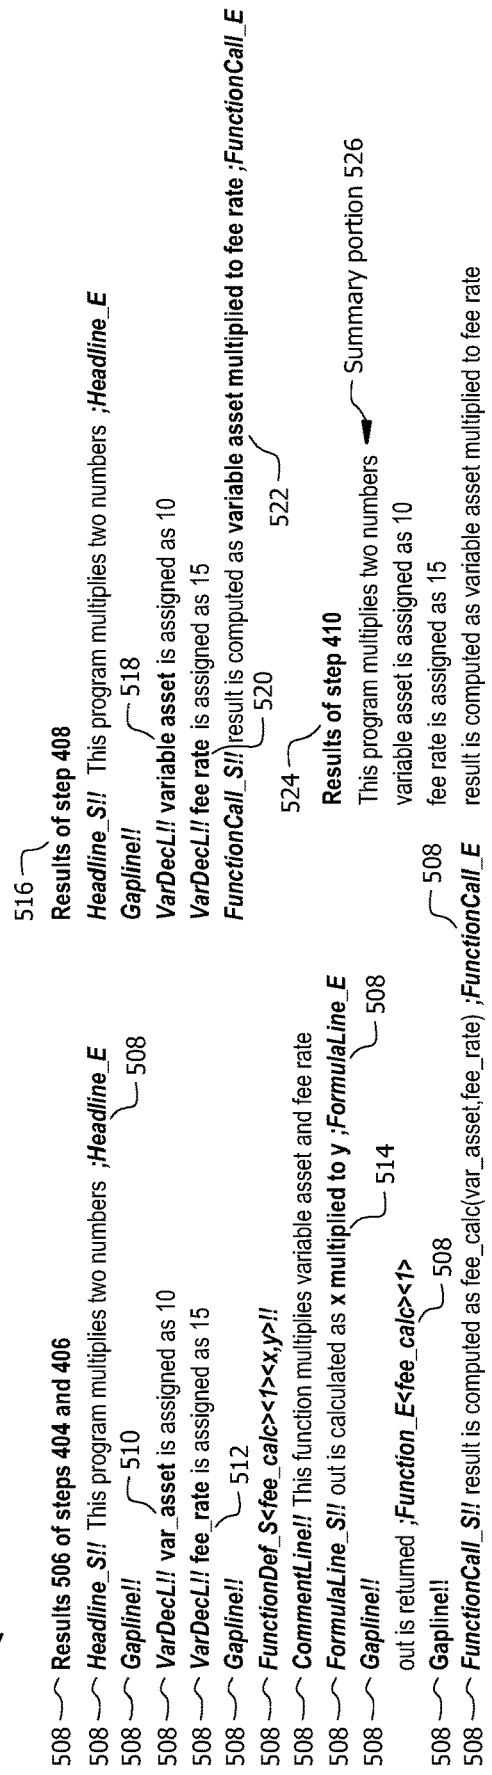 508 Results 506 of steps 404 and 406
508 Headline_S!! This program multiplies two numbers ;Headline_E
508
508 Gapline!!
510
508 VarDecL!! var_asset is assigned as 10
508 VarDecL!! fee_rate is assigned as 15
512
508 Gapline!!
508 FunctionDef_S<fee_calc><1><x,y>!!
508 CommentLine!! This function multiplies variable asset and fee rate
508 FormulaLine_S!! out is calculated as x multiplied to y ;FormulaLine_E
514
508
508 Gapline!!
out is returned ;Function_E<fee_calc><1>
508
508 Gapline!!
508
508 FunctionCall_S!! result is computed as fee_calc(var_asset,fee_rate) ;FunctionCall_E
516
Results of step 408
Headline_S!! This program multiplies two numbers ;Headline_E
Gapline!!
518
VarDecL!! variable asset is assigned as 10
VarDecL!! fee rate is assigned as 15
520
FunctionCall_S!! result is computed as variable asset multiplied to fee rate ;FunctionCall_E
522
524
Results of step 410
This program multiplies two numbers
Summary portion 526
variable asset is assigned as 10
fee rate is assigned as 15
result is computed as variable asset multiplied to fee rate